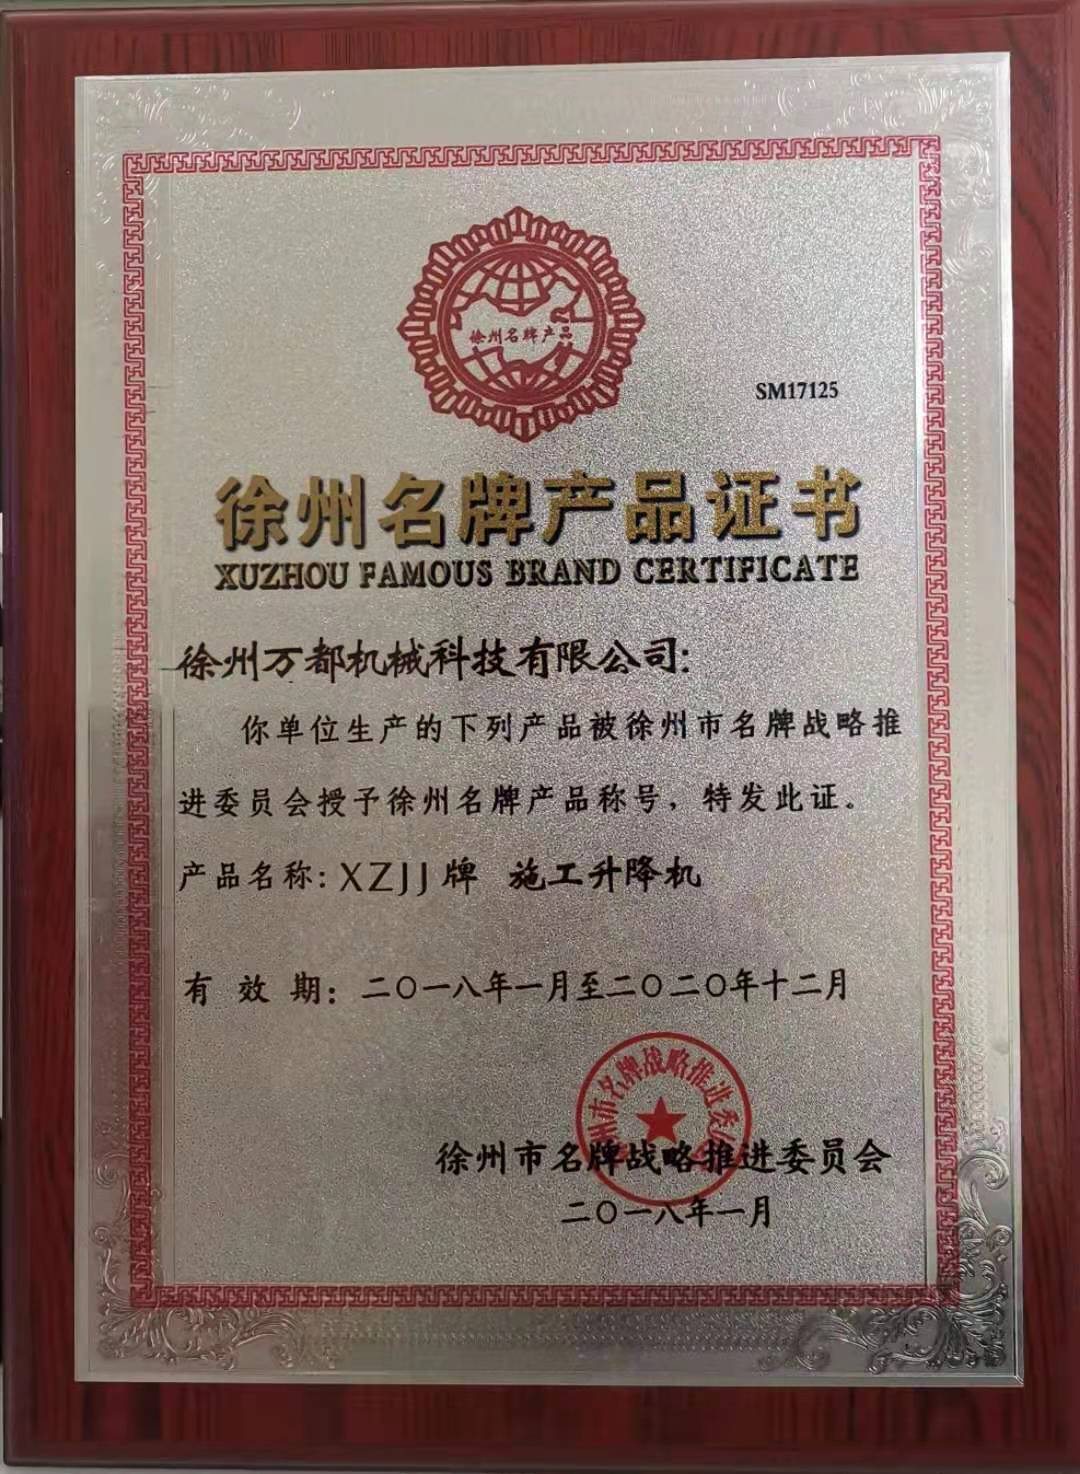 徐州名牌产品
SM17125
徐州名牌产品证书
XUZHOU FAMOUS BRAND CERTIFICATE
徐州万都机械科技有限公司:
你单位生产的下列产品被徐州市名牌战略推
进委员会授予徐州名牌产品称号，特发此证。
产品名称: XZJJ牌 施工升降机
有效期: 二〇一八年一月至二〇二〇年十二月
州市名牌战略推进委
徐州市名牌战略推进委员会
二〇一八年一月